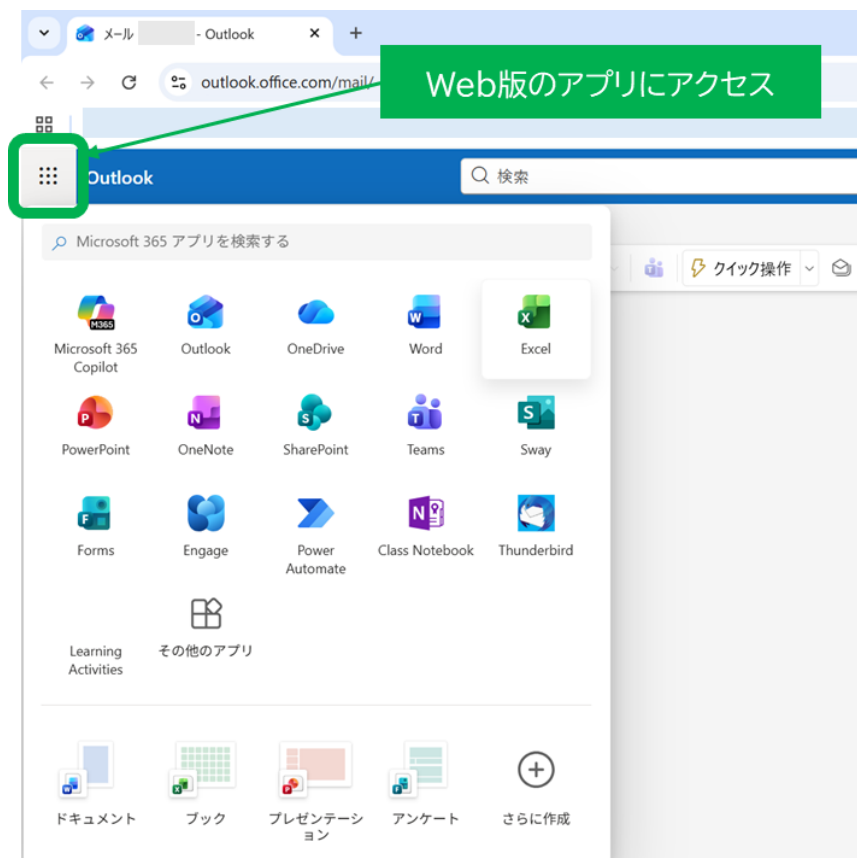 メール - Outlook
outlook.office.com/mail/
Web版のアプリにアクセス
Outlook
検索
Microsoft 365 アプリを検索する
クイック操作
M365
Microsoft 365
Copilot
Outlook
OneDrive
Word
Excel
PowerPoint
OneNote
SharePoint
Teams
Sway
Forms
Engage
Power
Automate
Class Notebook
Thunderbird
Learning
Activities
その他のアプリ
ドキュメント
ブック
プレゼンテーシ
ョン
アンケート
さらに作成